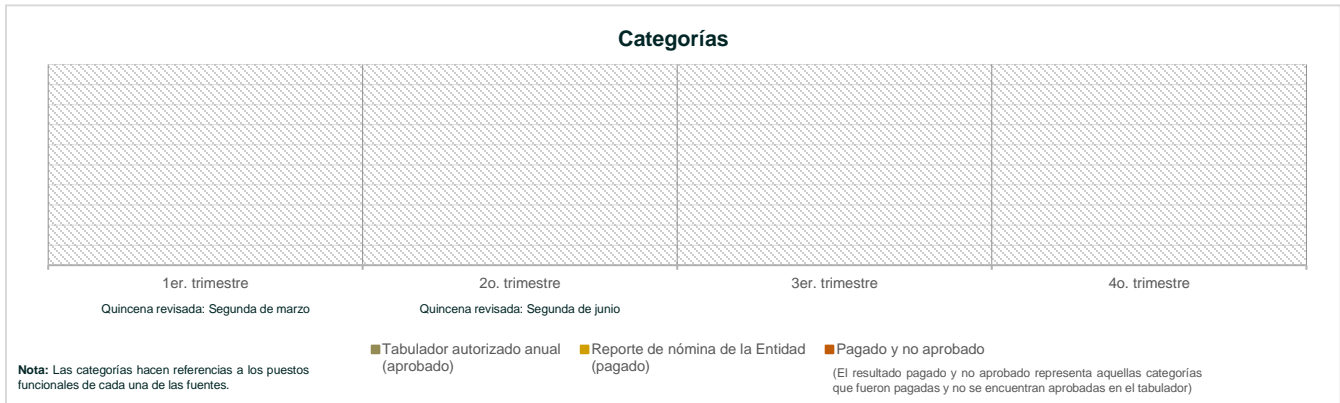 Categorías
1er. trimestre
2o. trimestre
3er. trimestre
4o. trimestre
Quincena revisada: Segunda de marzo
Quincena revisada: Segunda de junio
Tabulador autorizado anual
(aprobado)
Reporte de nómina de la Entidad
(pagado)
Pagado y no aprobado
(El resultado pagado y no aprobado representa aquellas categorías
que fueron pagadas y no se encuentran aprobadas en el tabulador)
Nota: Las categorías hacen referencias a los puestos
funcionales de cada una de las fuentes.